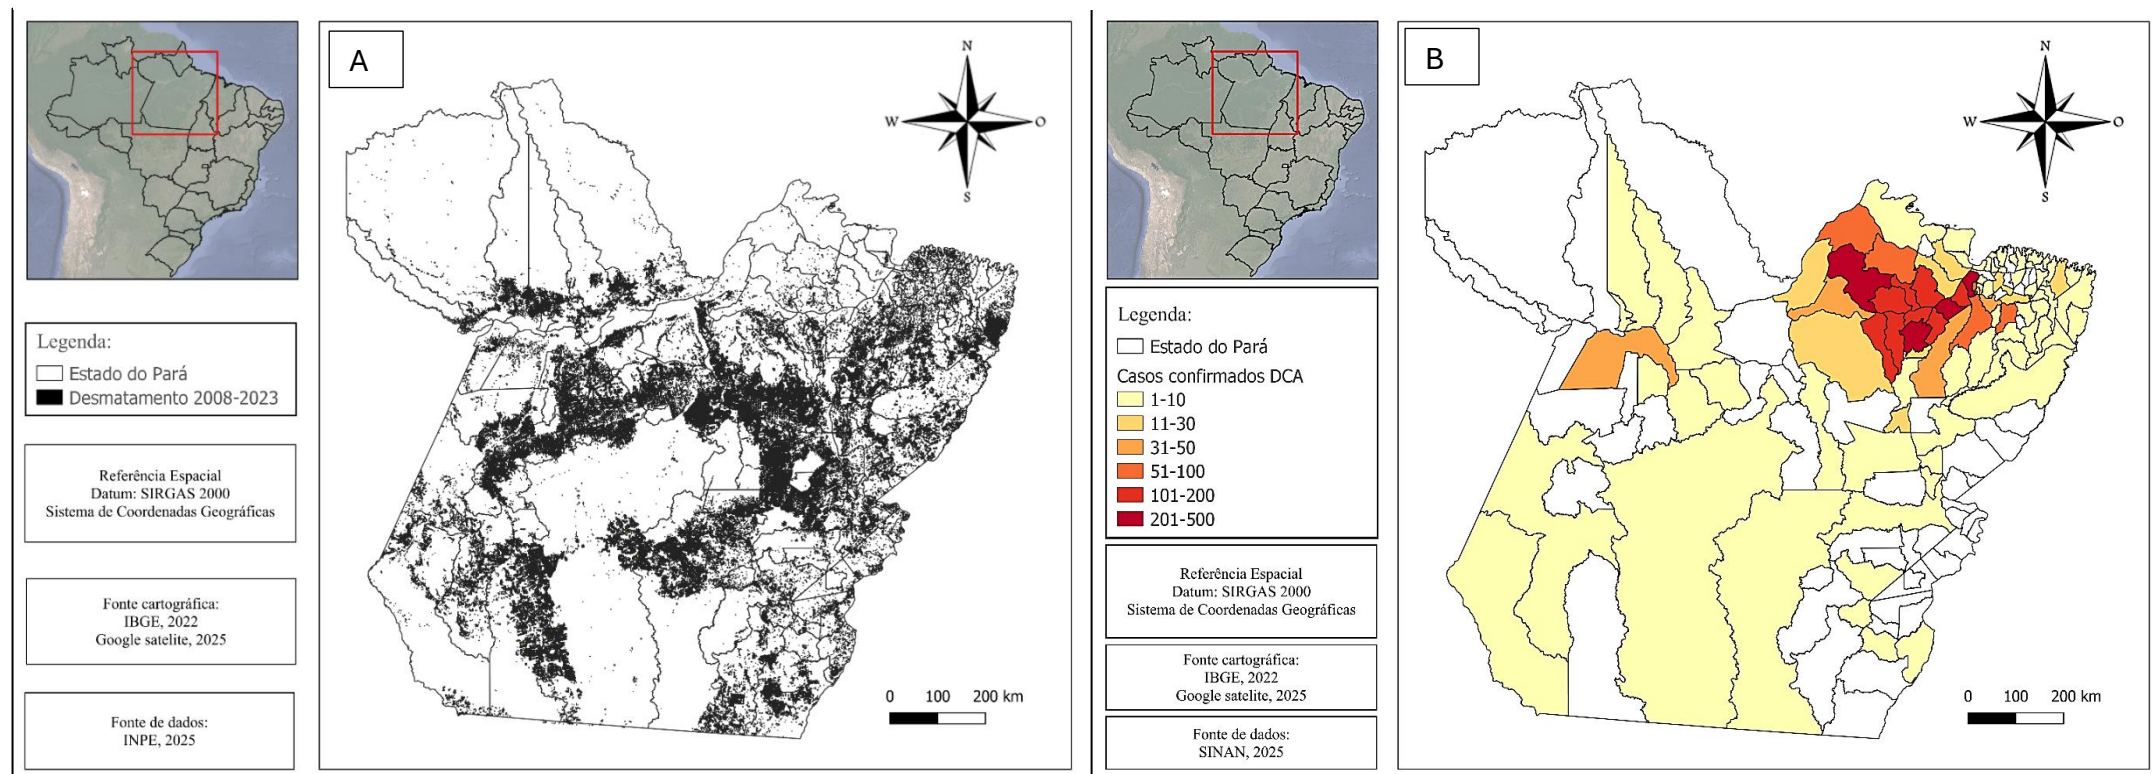 A
N
W
O
S
Legenda:
Estado do Pará
Desmatamento 2008-2023
Referência Espacial
Datum: SIRGAS 2000
Sistema de Coordenadas Geográficas
Fonte cartográfica:
IBGE, 2022
Google satelite, 2025
Fonte de dados:
INPE, 2025
0 100 200 km
B
N
W
O
S
Legenda:
Estado do Pará
Casos confirmados DCA
1-10
11-30
31-50
51-100
101-200
201-500
Referência Espacial
Datum: SIRGAS 2000
Sistema de Coordenadas Geográficas
Fonte cartográfica:
IBGE, 2022
Google satelite, 2025
Fonte de dados:
SINAN, 2025
0 100 200 km